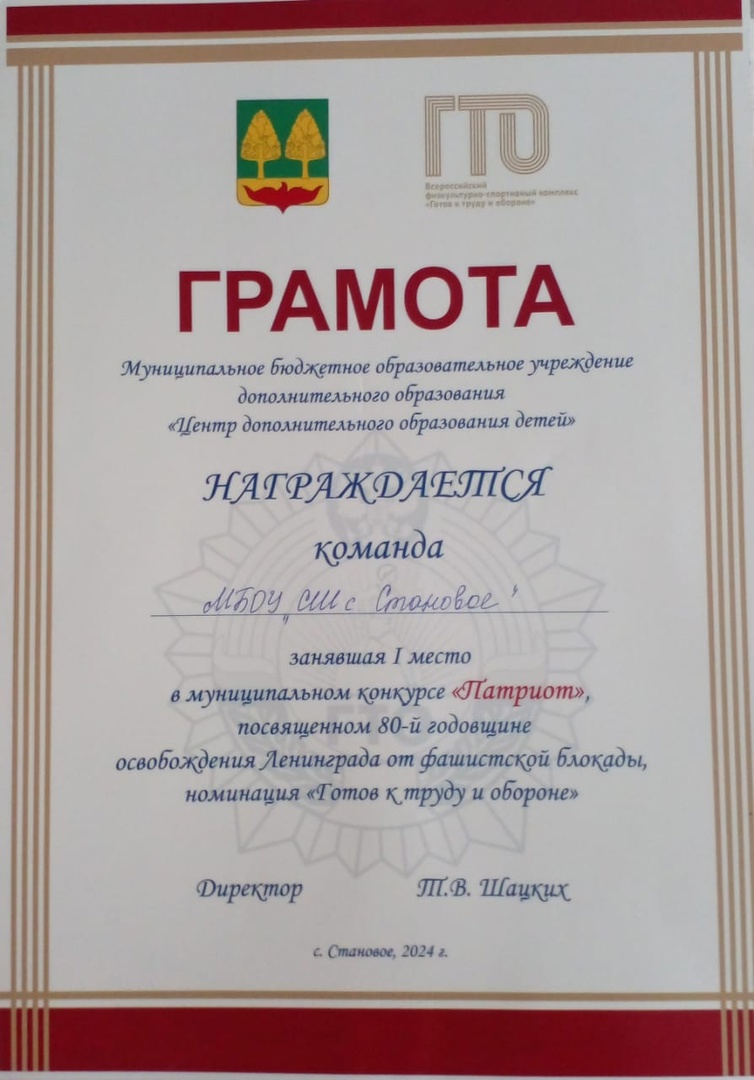 ГТО
Всероссийский
физкультурно-спортивный комплекс
«Готов к труду и обороне»
ГРАМОТА
Муниципальное бюджетное образовательное учреждение
дополнительного образования
«Центр дополнительного образования детей»
НАГРАЖДАЕТСЯ
команда
МБОУ „СШ с Становое"
занявшая I место
в муниципальном конкурсе «Патриот»,
посвященном 80-й годовщине
освобождения Ленинграда от фашистской блокады,
номинация «Готов к труду и обороне»
Директор Т.В. Шацких
с. Становое, 2024 г.